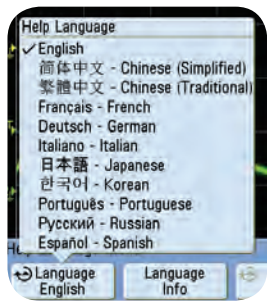 Help Language
✓ English
简体中文 - Chinese (Simplified)
繁體中文 - Chinese (Traditional)
Français - French
Deutsch - German
Italiano - Italian
日本語 - Japanese
한국어 - Korean
Português - Portuguese
Русский - Russian
Español - Spanish
Language
English
Language
Info